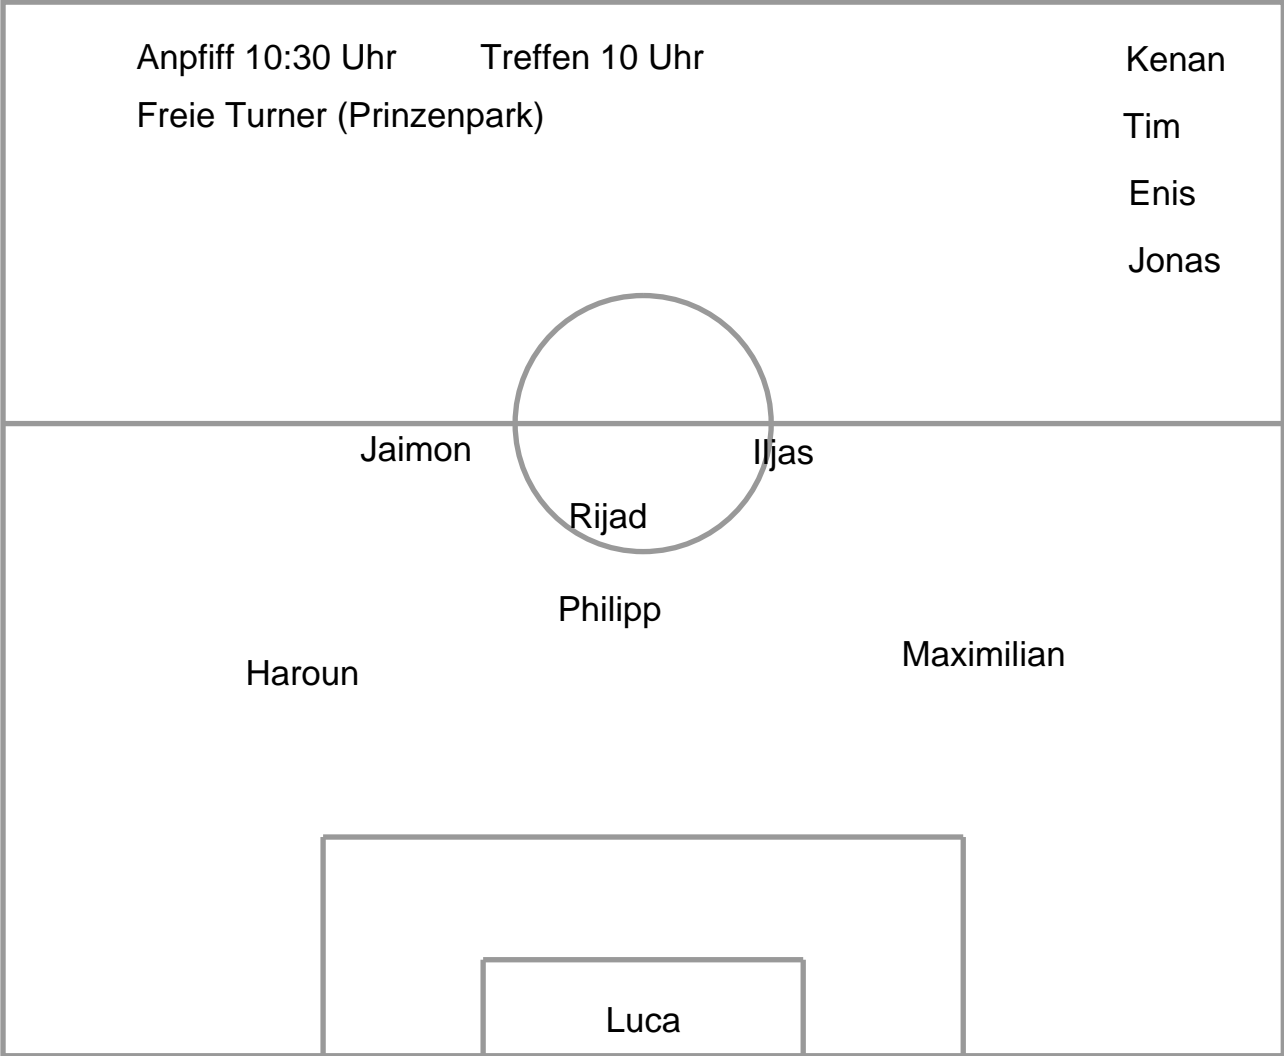 Anpfiff 10:30 Uhr Treffen 10 Uhr
Freie Turner (Prinzenpark)
Kenan
Tim
Enis
Jonas
Jaimon
Iljas
Rijad
Philipp
Maximilian
Haroun
Luca